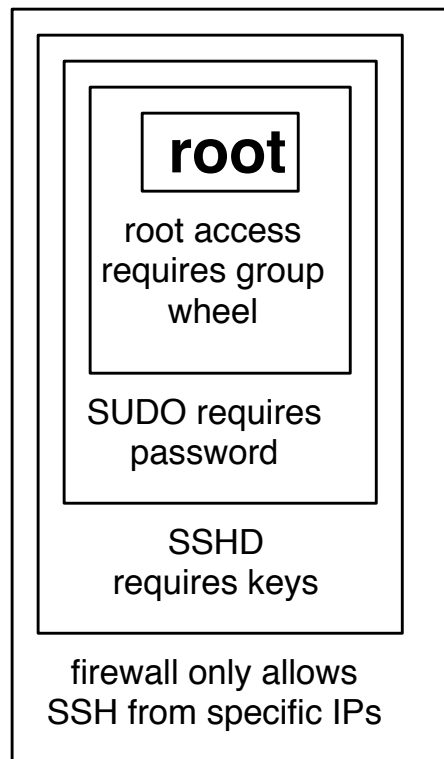 root
root access
requires group
wheel
SUDO requires
password
SSHD
requires keys
firewall only allows
SSH from specific IPs